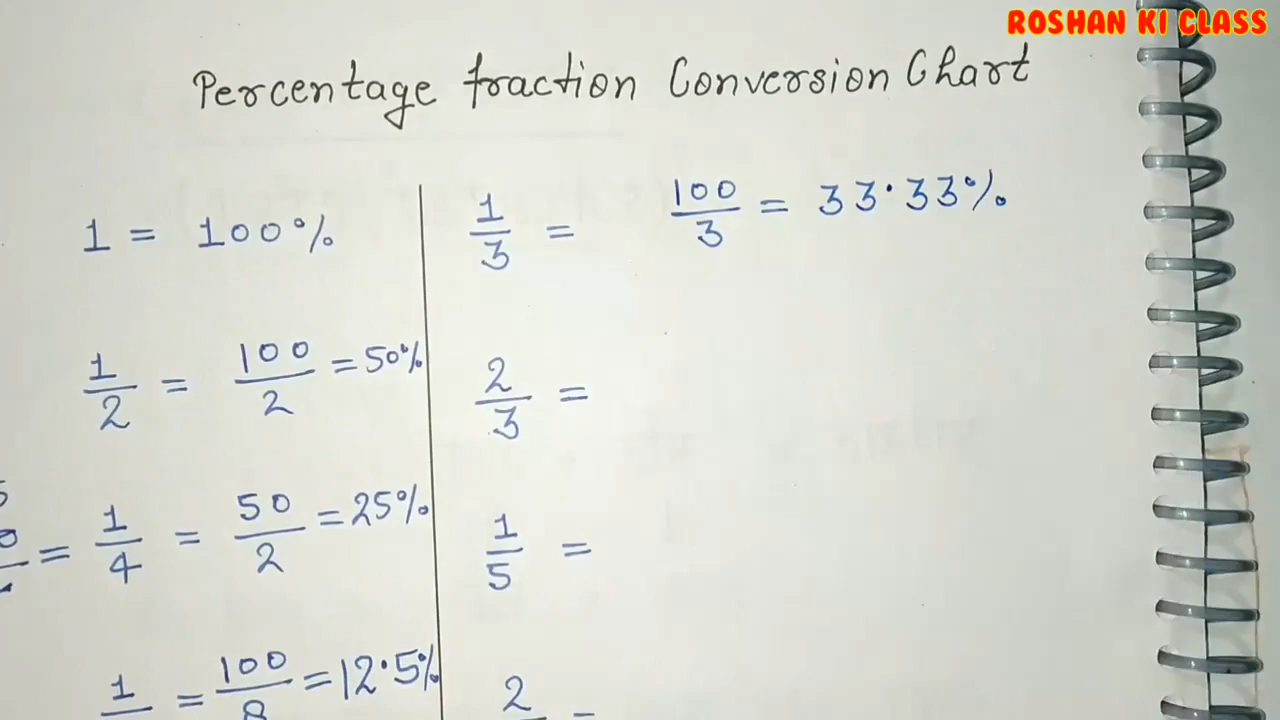 ROSHAN KI CLASS
Percentage fraction Conversion Chart
1 = 100%
1/2 = 100/2 = 50%
= 1/4 = 50/2 = 25%
1 = 100/8 = 12.5%
1/3 = 100/3 = 33.33%
2/3 =
1/5 =
2 =